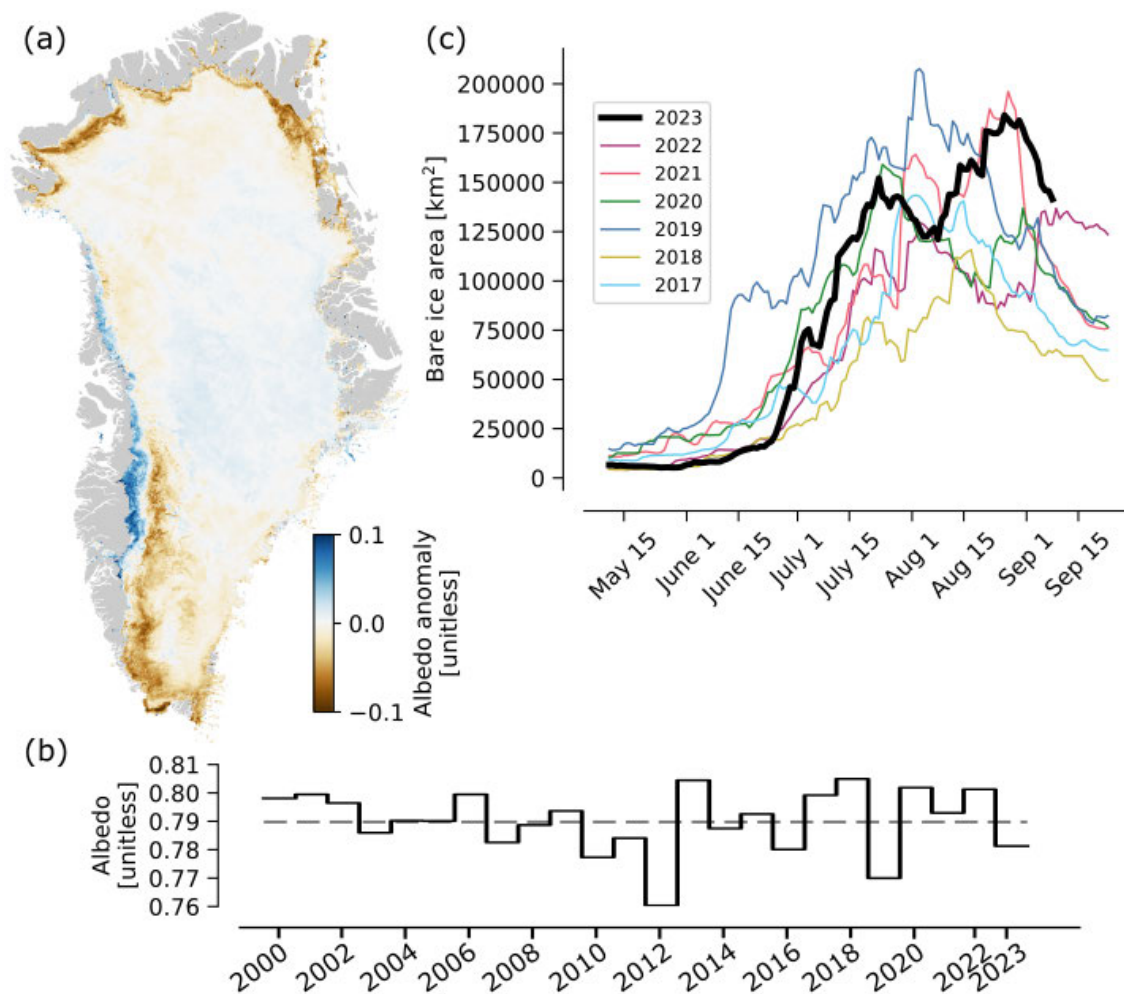 (a)
0.1
0.0
−0.1
Albedo anomaly
[unitless]
(c)
Bare ice area [km²]
200000
175000
150000
125000
100000
75000
50000
25000
0
2023
2022
2021
2020
2019
2018
2017
May 15
June 1
June 15
July 1
July 15
Aug 1
Aug 15
Sep 1
Sep 15
(b)
Albedo
[unitless]
0.81
0.80
0.79
0.78
0.77
0.76
2000
2002
2004
2006
2008
2010
2012
2014
2016
2018
2020
2022
2023